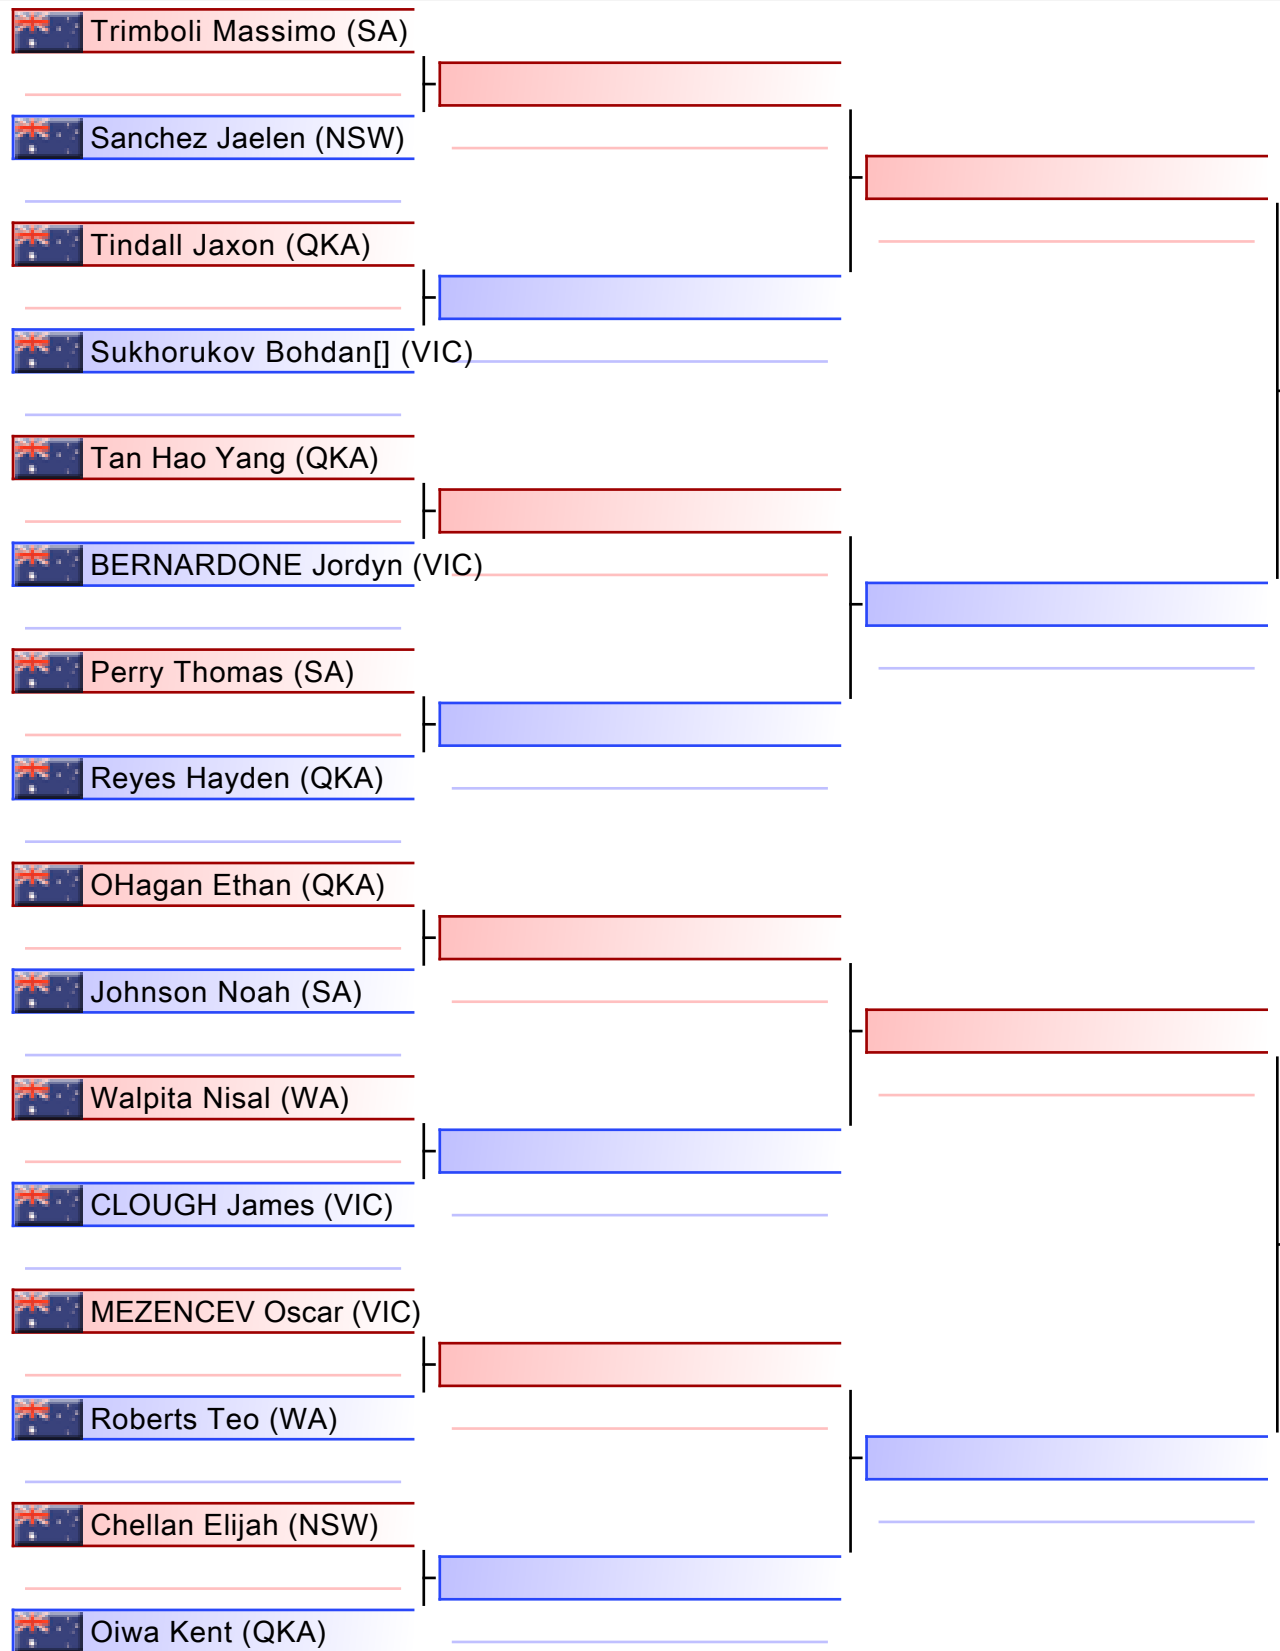 Trimboli Massimo (SA)
Sanchez Jaelen (NSW)
Tindall Jaxon (QKA)
Sukhorukov Bohdan[] (VIC)
Tan Hao Yang (QKA)
BERNARDONE Jordyn (VIC)
Perry Thomas (SA)
Reyes Hayden (QKA)
OHagan Ethan (QKA)
Johnson Noah (SA)
Walpita Nisal (WA)
CLOUGH James (VIC)
MEZENCEV Oscar (VIC)
Roberts Teo (WA)
Chellan Elijah (NSW)
Oiwa Kent (QKA)